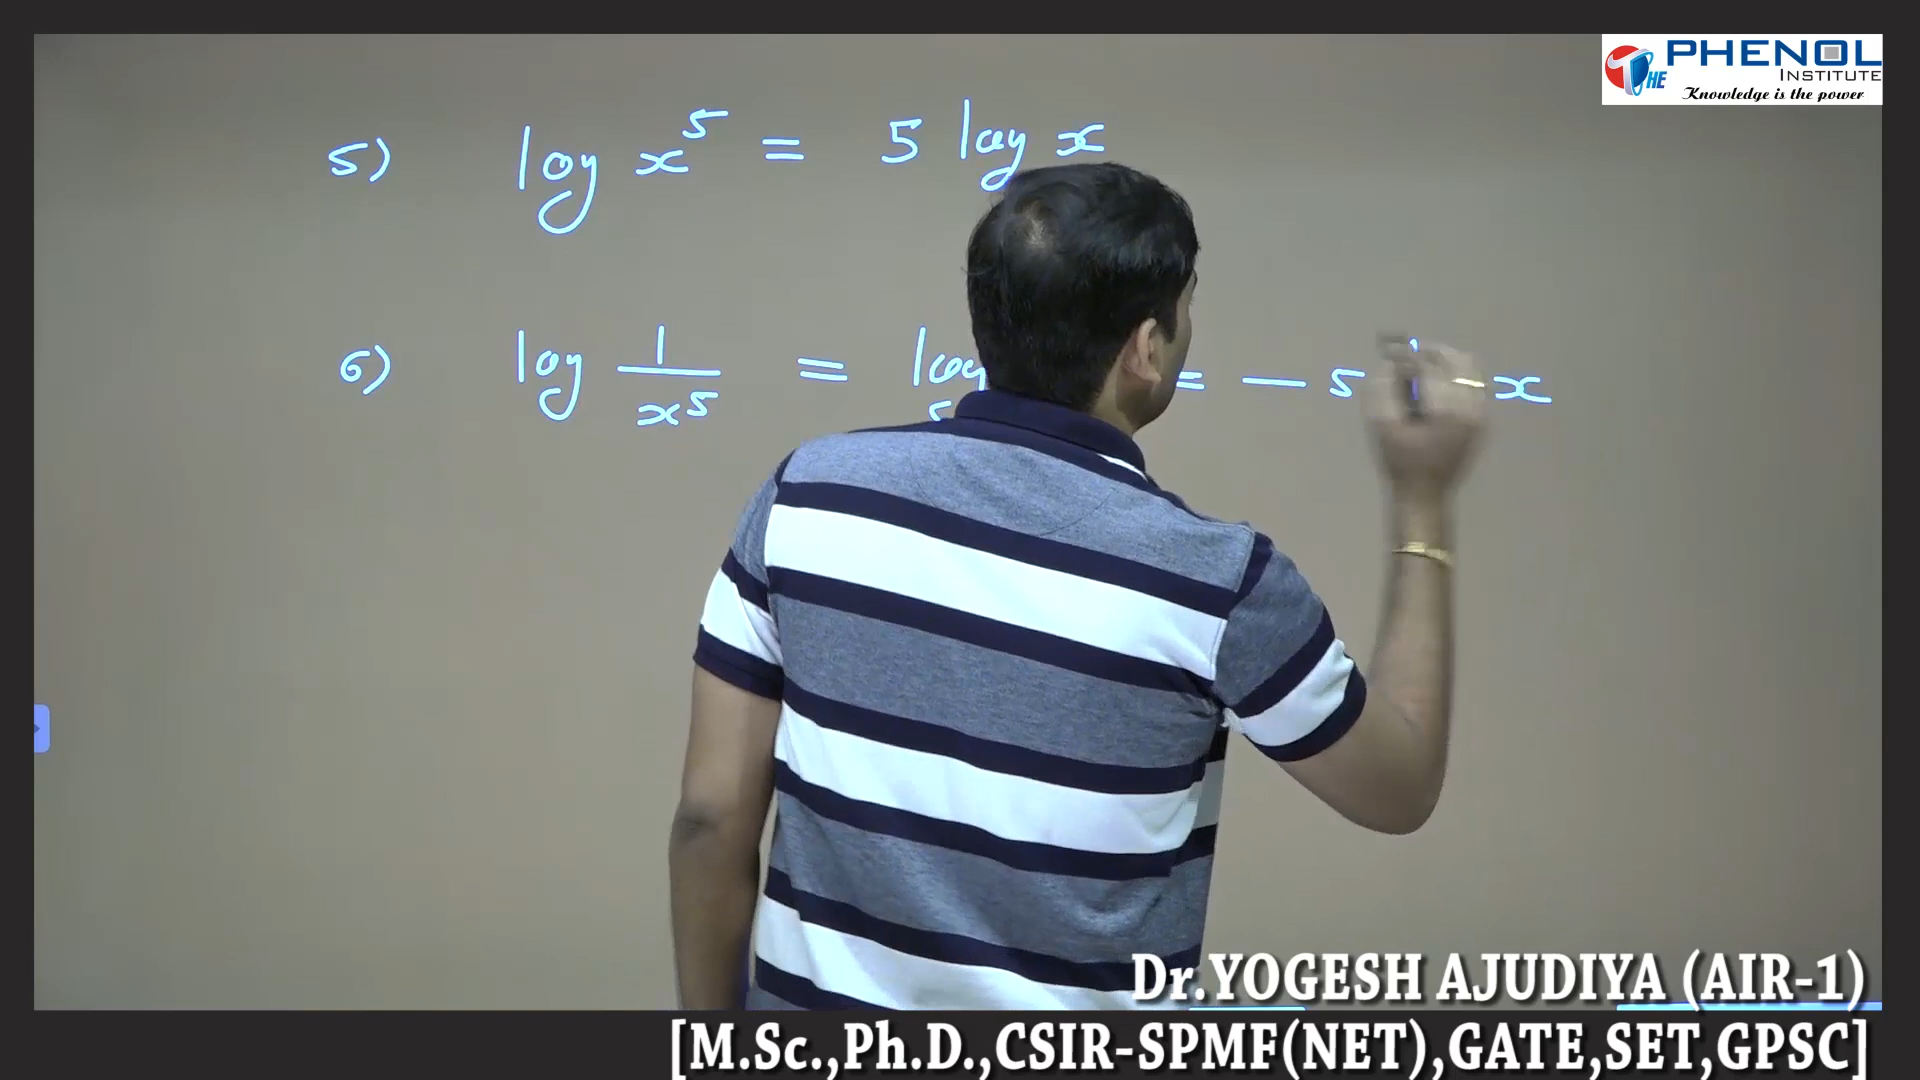 THE PHENOL
INSTITUTE
Knowledge is the power
5) log x⁵ = 5 log x
6) log 1/x⁵ = log = - 5 x
Dr.YOGESH AJUDIYA (AIR-1)
[M.Sc.,Ph.D.,CSIR-SPMF(NET),GATE,SET,GPSC]